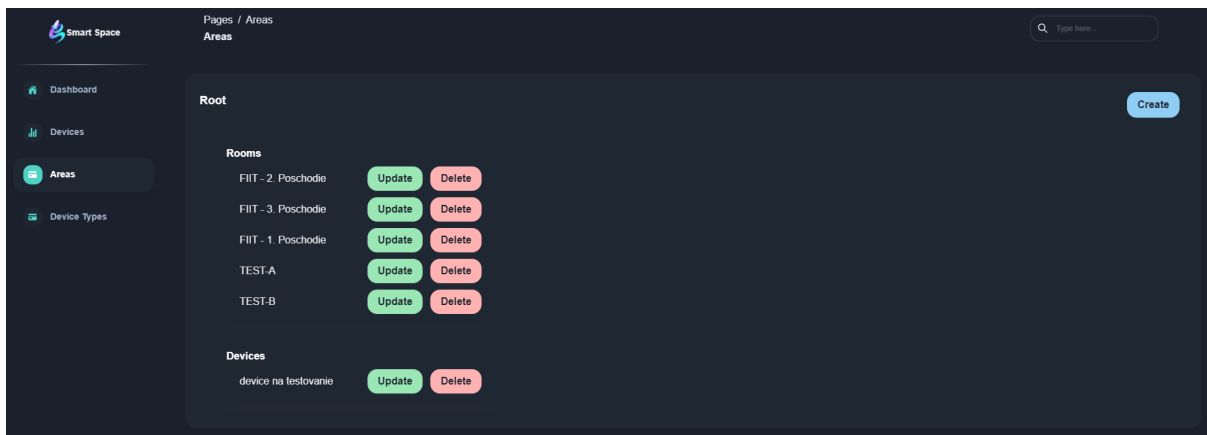 Smart Space
Pages / Areas
Areas
Type here...
Dashboard
Devices
Areas
Device Types
Root
Create
Rooms
FIIT - 2. Poschodie Update Delete
FIIT - 3. Poschodie Update Delete
FIIT - 1. Poschodie Update Delete
TEST-A Update Delete
TEST-B Update Delete
Devices
device na testovanie Update Delete